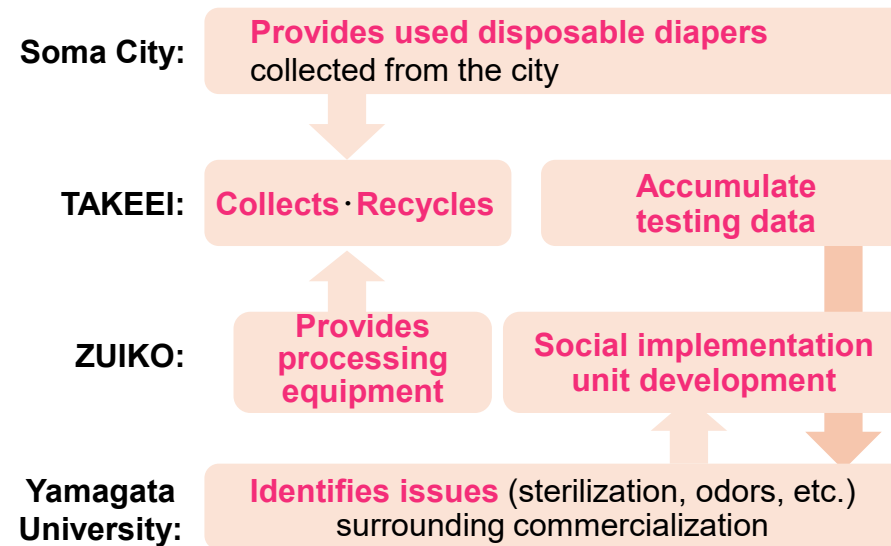 Soma City:
Provides used disposable diapers
collected from the city
TAKEEI:
Collects・Recycles
Accumulate
testing data
ZUIKO:
Provides
processing
equipment
Social implementation
unit development
Yamagata
University:
Identifies issues (sterilization, odors, etc.)
surrounding commercialization